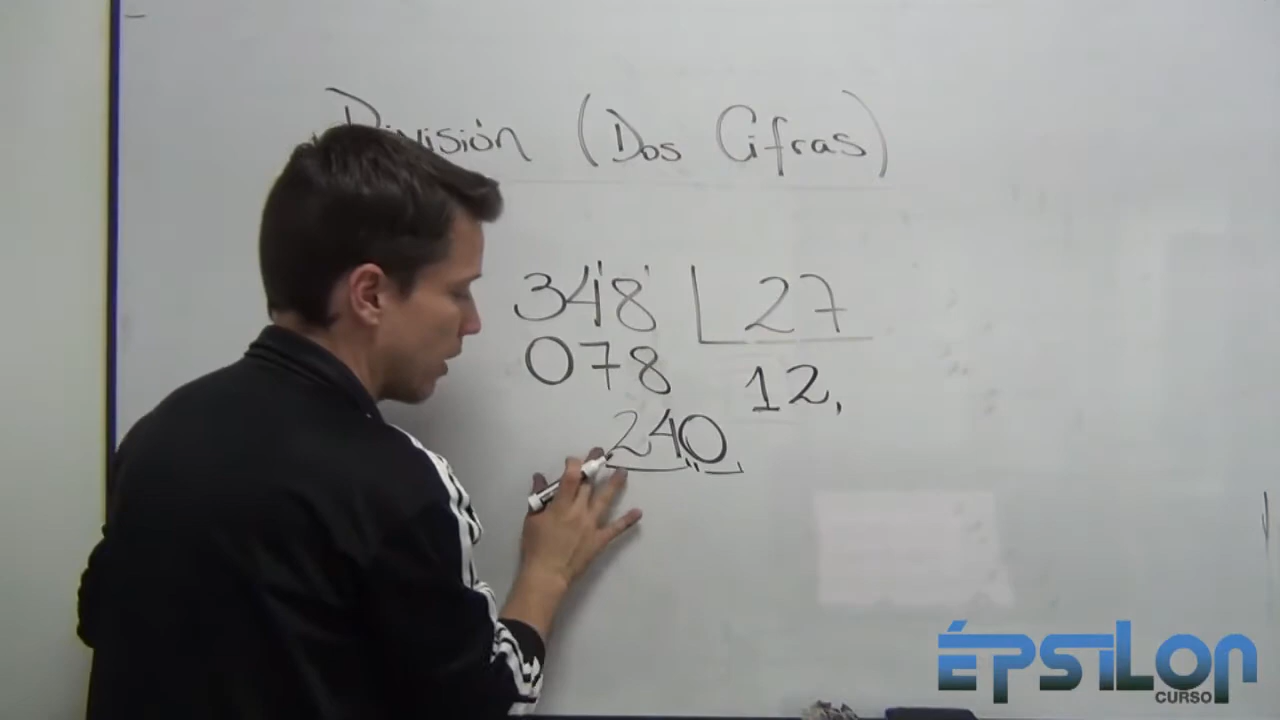 División (Dos Cifras)
348 27
078 12,
240
ÉPSILON
CURSO